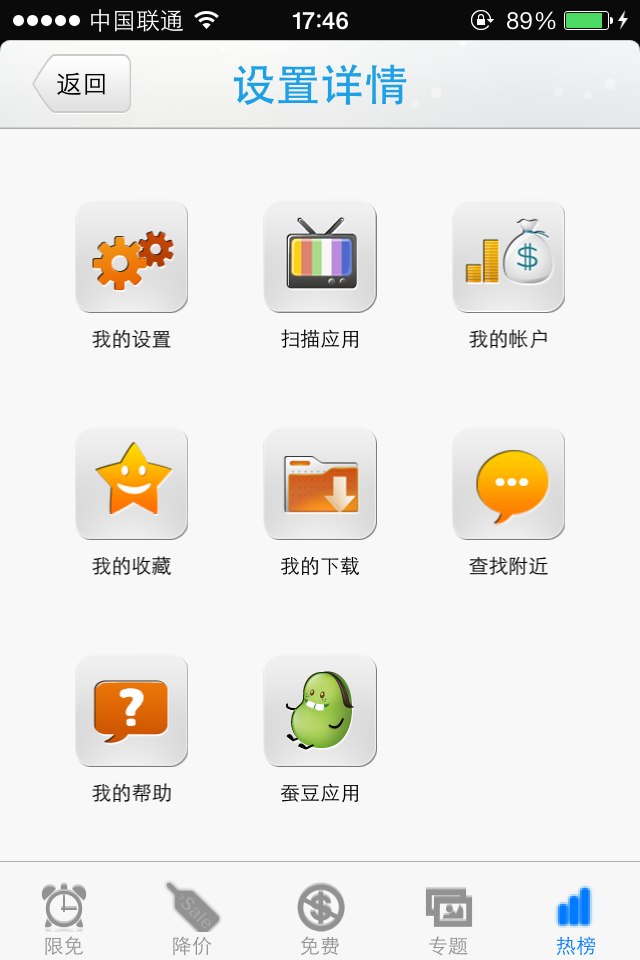 中国联通 17:46 89%
返回 设置详情
我的设置 扫描应用 我的帐户
$
我的收藏 我的下载 查找附近
?
我的帮助 蚕豆应用
Sale $
限免 降价 免费 专题 热榜